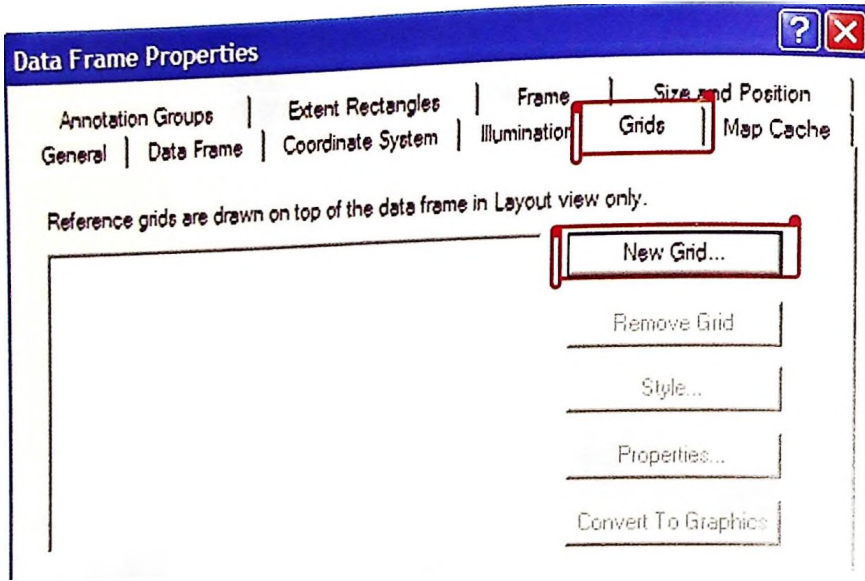 Data Frame Properties
Annotation Groups | Extent Rectangles | Frame | Size and Position
General | Data Frame | Coordinate System | Illumination | Grids | Map Cache
Reference grids are drawn on top of the data frame in Layout view only.
New Grid...
Remove Grid
Style...
Properties...
Convert To Graphics